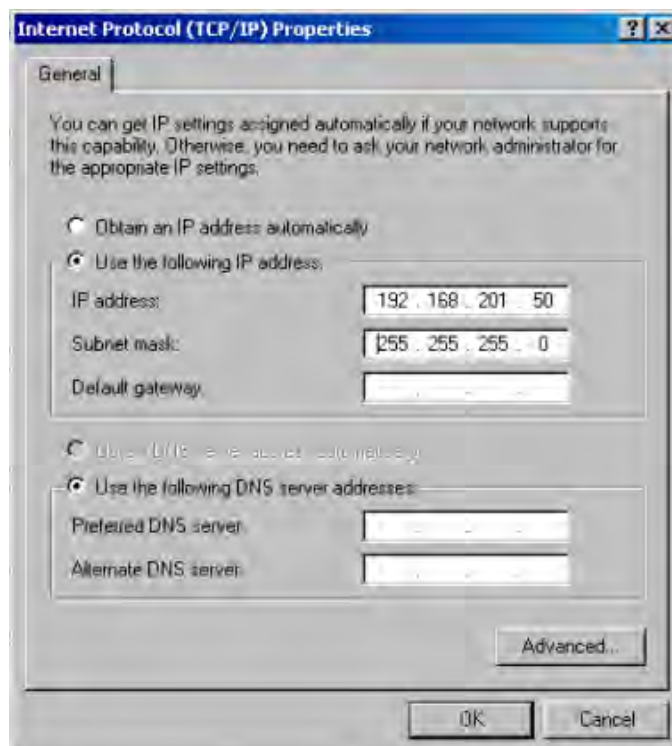 Internet Protocol (TCP/IP) Properties
General
You can get IP settings assigned automatically if your network supports
this capability. Otherwise, you need to ask your network administrator for
the appropriate IP settings.
Obtain an IP address automatically
Use the following IP address:
IP address:
192 . 168 . 201 . 50
Subnet mask:
255 . 255 . 255 . 0
Default gateway:
Use the following DNS server addresses:
Preferred DNS server:
Alternate DNS server:
Advanced...
OK
Cancel